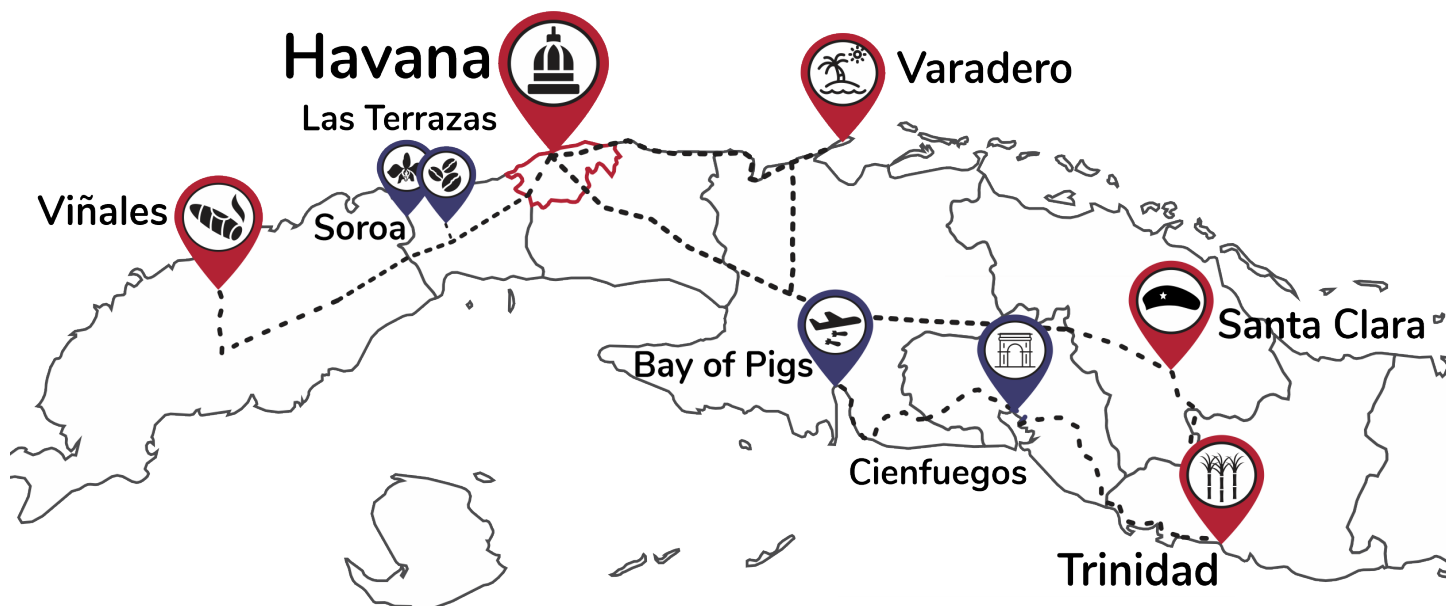 Havana
Varadero
Las Terrazas
Viñales
Soroa
Santa Clara
Bay of Pigs
Cienfuegos
Trinidad